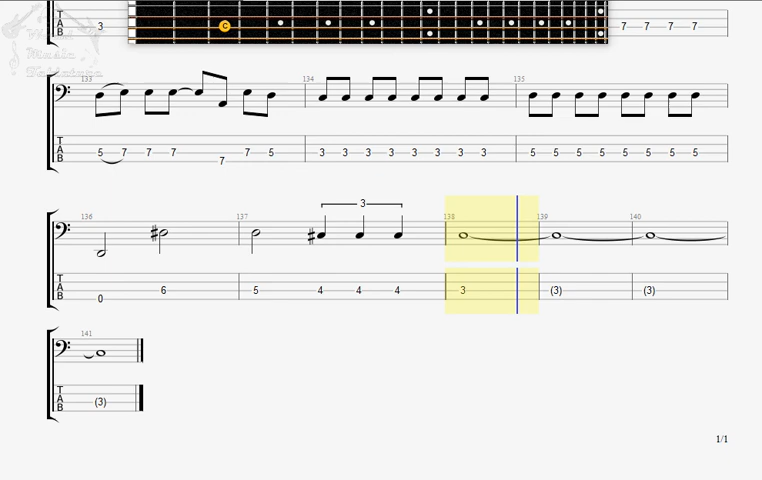 3 C 7 7 7 7
Music
133 134 135
T
A
B
5 7 7 7 7 7 5 3 3 3 3 3 3 3 3 5 5 5 5 5 5 5 5
3
136 137 138 139 140
T
A
B
0 6 5 4 4 4 3 (3) (3)
141
T
A
B
(3)
1/1